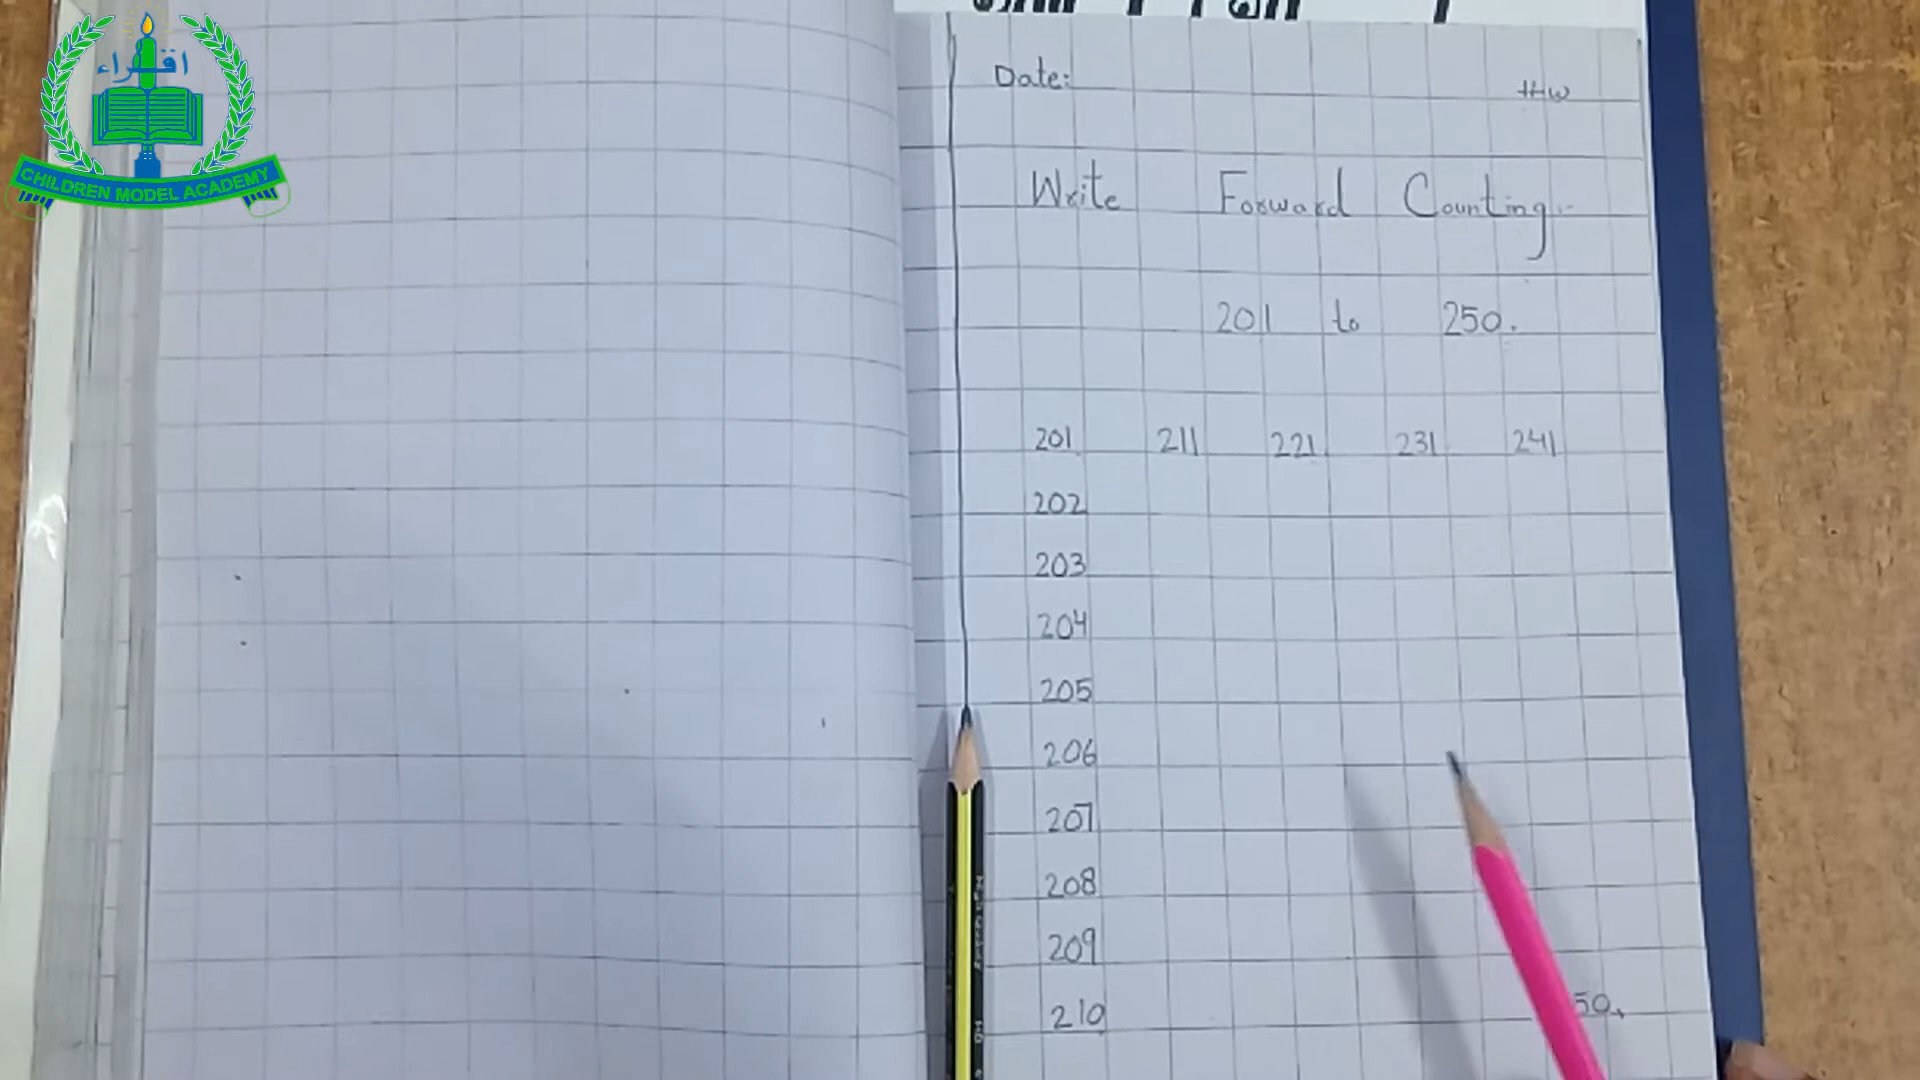 اقراء
CHILDREN MODEL ACADEMY
Date:
HW
Write Forward Counting:-
201 to 250.
201 211 221 231 241
202
203
204
205
206
207
208
209
210 50.